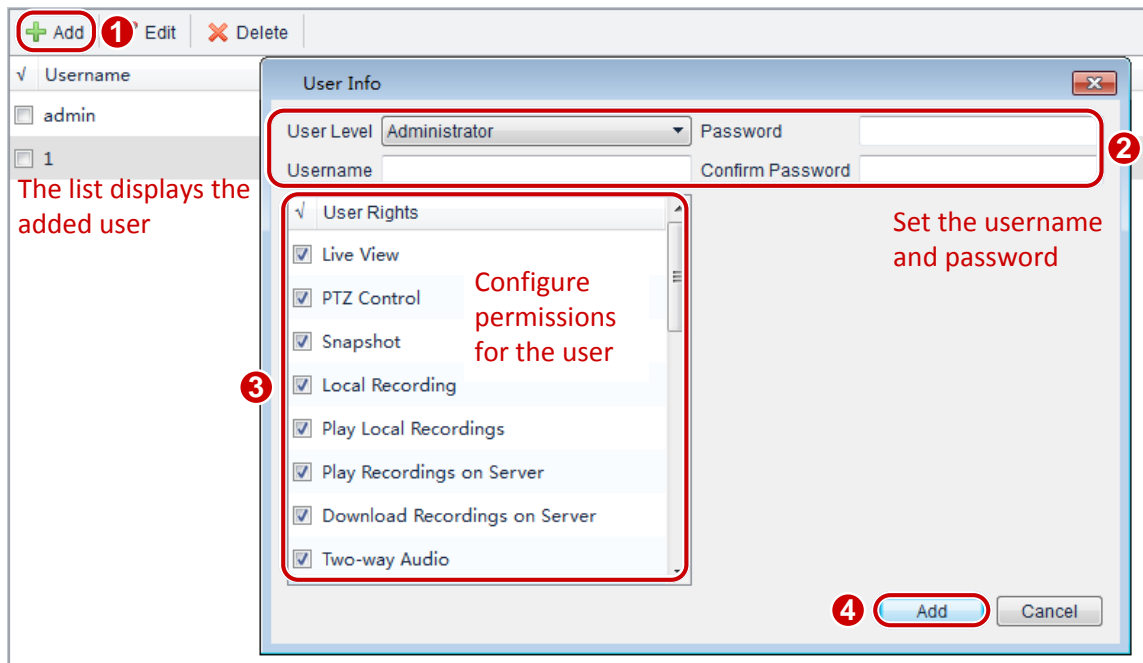 Add 1 Edit Delete
√ Username
admin
1
The list displays the
added user
User Info
User Level Administrator Password
Username Confirm Password
2
√ User Rights
Live View
PTZ Control
Snapshot
Local Recording
Play Local Recordings
Play Recordings on Server
Download Recordings on Server
Two-way Audio
3
Configure
permissions
for the user
Set the username
and password
4 Add Cancel